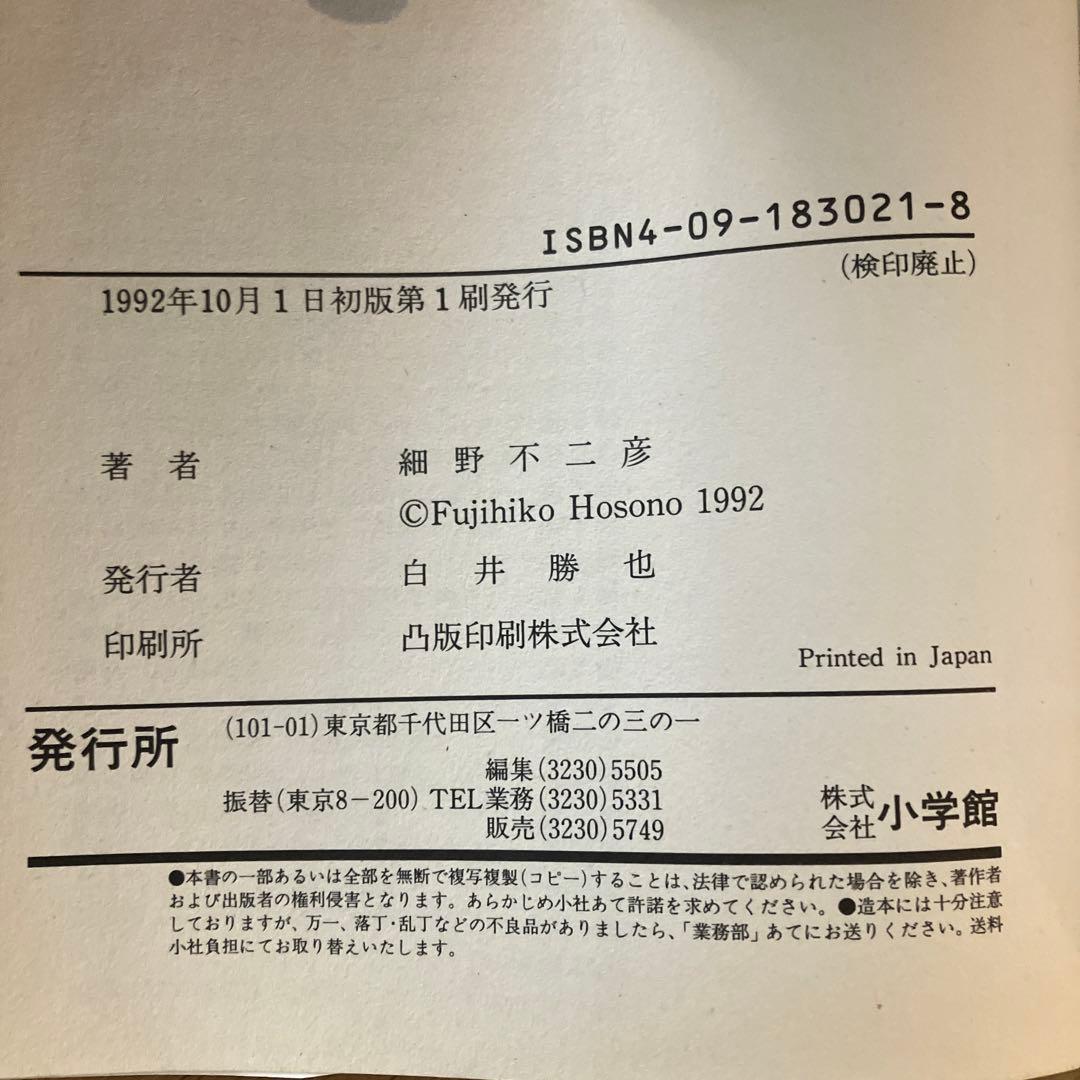 ISBN4-09-183021-8
(検印廃止)
1992年10月1日初版第1刷発行
著 者 細野不二彦
©Fujihiko Hosono 1992
発行者 白井勝也
印刷所 凸版印刷株式会社
Printed in Japan
発行所 (101-01)東京都千代田区一ツ橋二の三の一
編集(3230)5505
振替(東京8-200) TEL業務(3230)5331
販売(3230)5749
株式会社 小学館
●本書の一部あるいは全部を無断で複写複製(コピー)することは、法律で認められた場合を除き、著作者
および出版者の権利侵害となります。あらかじめ小社あて許諾を求めてください。●造本には十分注意
しておりますが、万一、落丁・乱丁などの不良品がありましたら、「業務部」あてにお送りください。送料
小社負担にてお取り替えいたします。